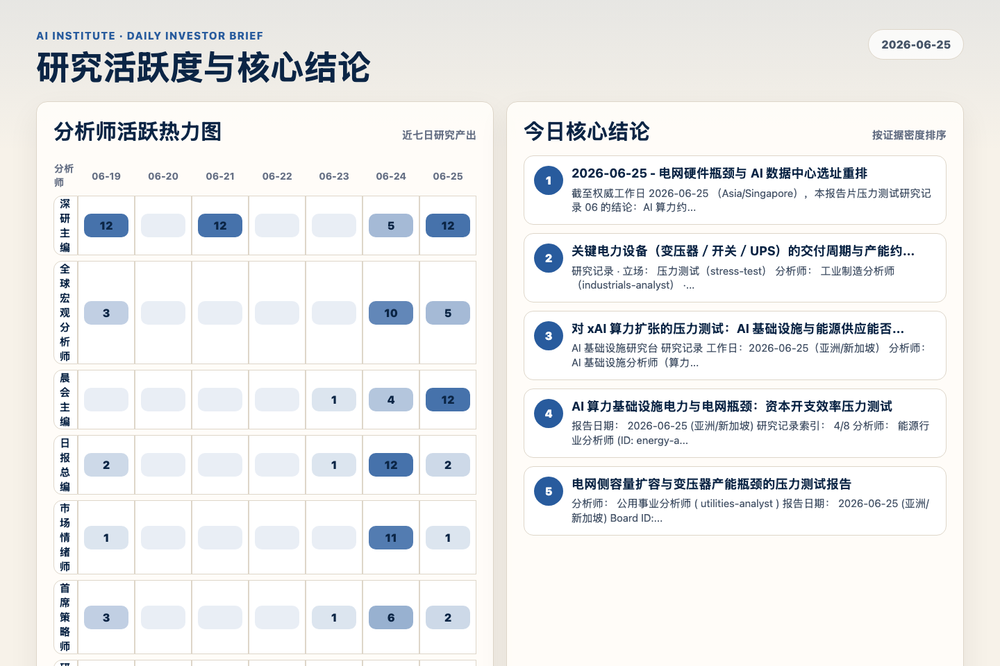 AI INSTITUTE · DAILY INVESTOR BRIEF
研究活跃度与核心结论
2026-06-25
分析师活跃热力图
近七日研究产出
分析师 06-19 06-20 06-21 06-22 06-23 06-24 06-25
深研主编 12 12 5 12
全球宏观分析师 3 10 5
晨会主编 1 4 12
日报总编 2 1 12 2
市场情绪师 1 11 1
首席策略师 3 1 6 2
今日核心结论
按证据密度排序
1
2026-06-25 - 电网硬件瓶颈与 AI 数据中心选址重排
截至权威工作日 2026-06-25 （Asia/Singapore），本报告片压力测试研究记
录 06 的结论：AI 算力约...
2
关键电力设备（变压器 / 开关 / UPS）的交付周期与产能约...
研究记录 · 立场： 压力测试（stress-test） 分析师： 工业制造分析师
（industrials-analyst） ·...
3
对 xAI 算力扩张的压力测试：AI 基础设施与能源供应能否...
AI 基础设施研究台 研究记录 工作日：2026-06-25（亚洲/新加坡） 分析师：
AI 基础设施分析师（算力...
4
AI 算力基础设施电力与电网瓶颈：资本开支效率压力测试
报告日期： 2026-06-25 (亚洲/新加坡) 研究记录索引： 4/8 分析师： 能源行
业分析师 (ID: energy-a...
5
电网侧容量扩容与变压器产能瓶颈的压力测试报告
分析师： 公用事业分析师 ( utilities-analyst ) 报告日期： 2026-06-25 (亚洲/
新加坡) Board ID:...